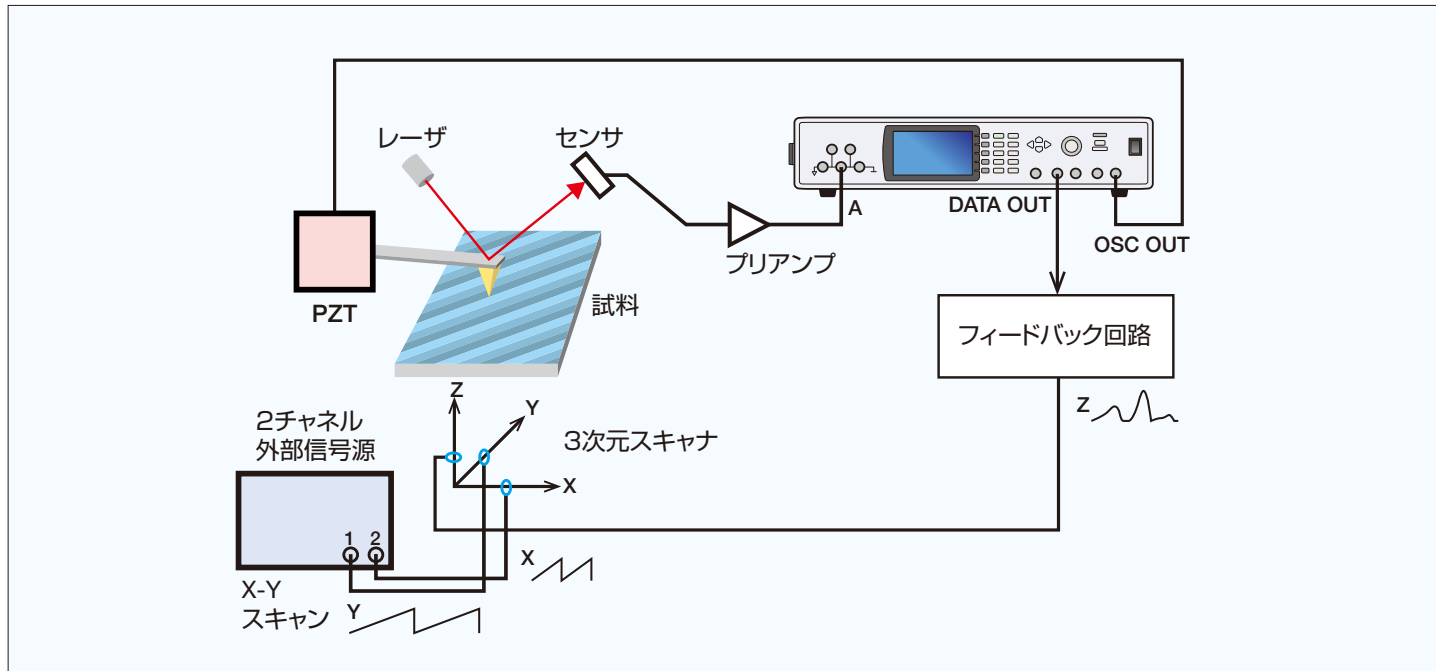 レーザ
センサ
A
DATA OUT
OSC OUT
プリアンプ
PZT
試料
フィードバック回路
Z
Z
Y
X
3次元スキャナ
2チャネル
外部信号源
1 2
X-Y
スキャン
X
Y